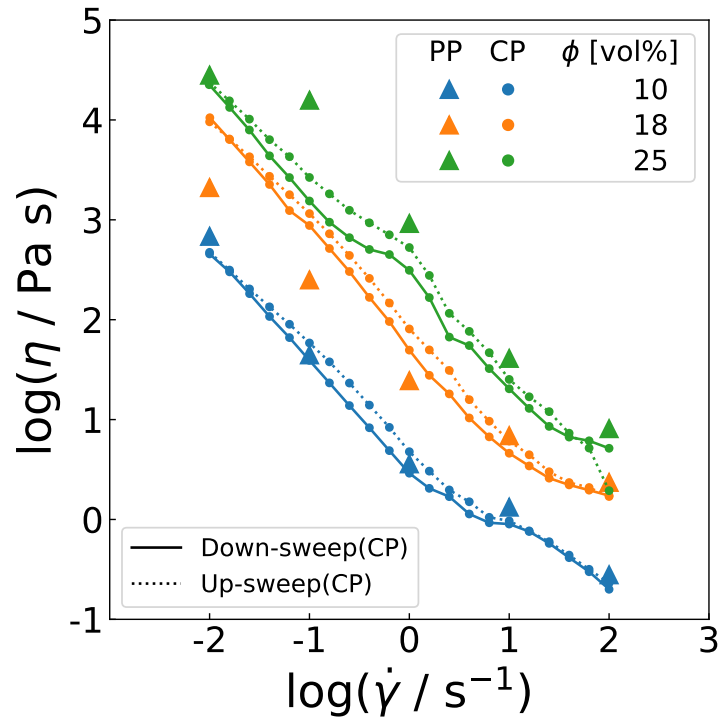 5
4
3
2
1
0
-1
log(η / Pa s)
PP CP ϕ [vol%]
10
18
25
Down-sweep(CP)
Up-sweep(CP)
-2 -1 0 1 2 3
log(γ̇ / s⁻¹)